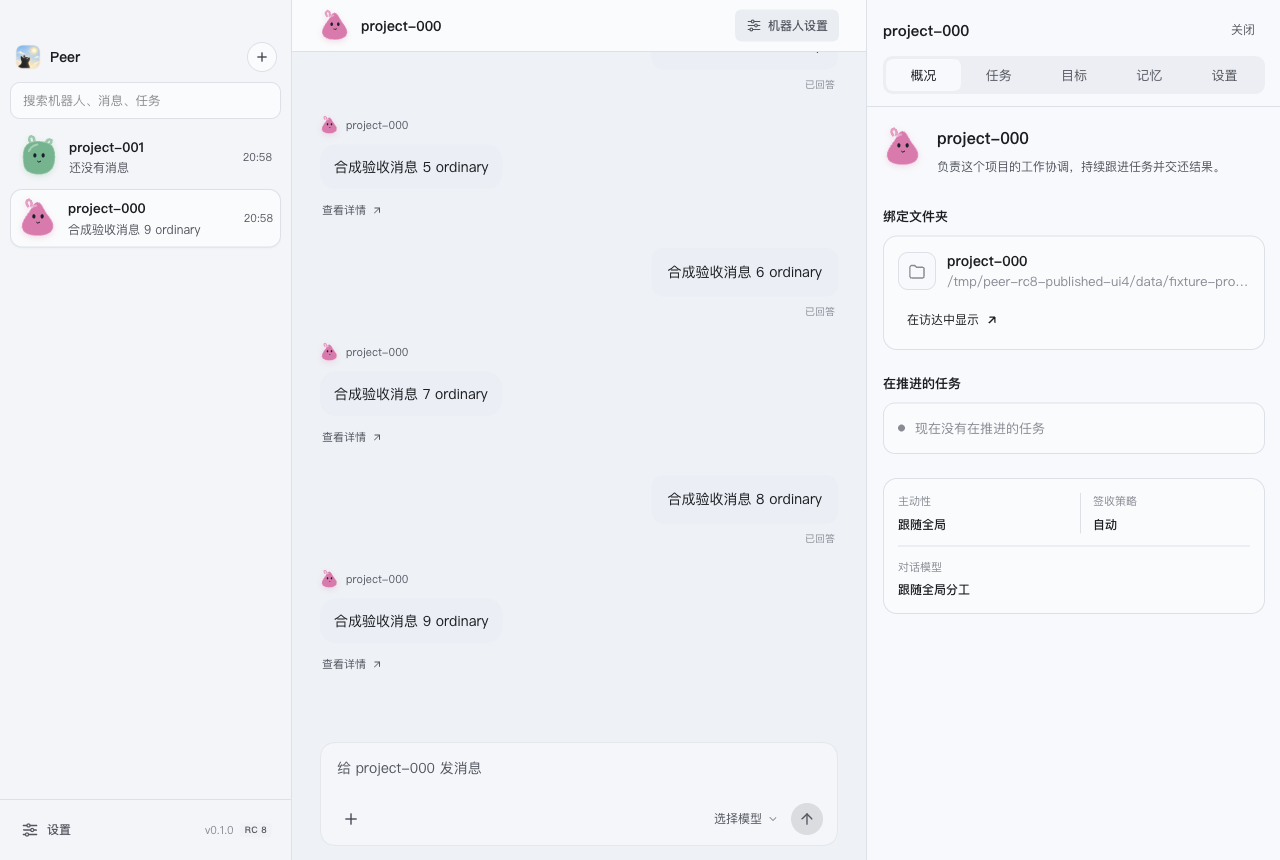 Peer
搜索机器人、消息、任务
project-001
还没有消息
20:58
project-000
合成验收消息 9 ordinary
20:58
设置
v0.1.0
RC 8
project-000
机器人设置
已回答
project-000
合成验收消息 5 ordinary
查看详情
合成验收消息 6 ordinary
已回答
project-000
合成验收消息 7 ordinary
查看详情
合成验收消息 8 ordinary
已回答
project-000
合成验收消息 9 ordinary
查看详情
给 project-000 发消息
选择模型
project-000
关闭
概况
任务
目标
记忆
设置
project-000
负责这个项目的工作协调，持续跟进任务并交还结果。
绑定文件夹
project-000
/tmp/peer-rc8-published-ui4/data/fixture-pro…
在访达中显示
在推进的任务
现在没有在推进的任务
主动性
跟随全局
签收策略
自动
对话模型
跟随全局分工